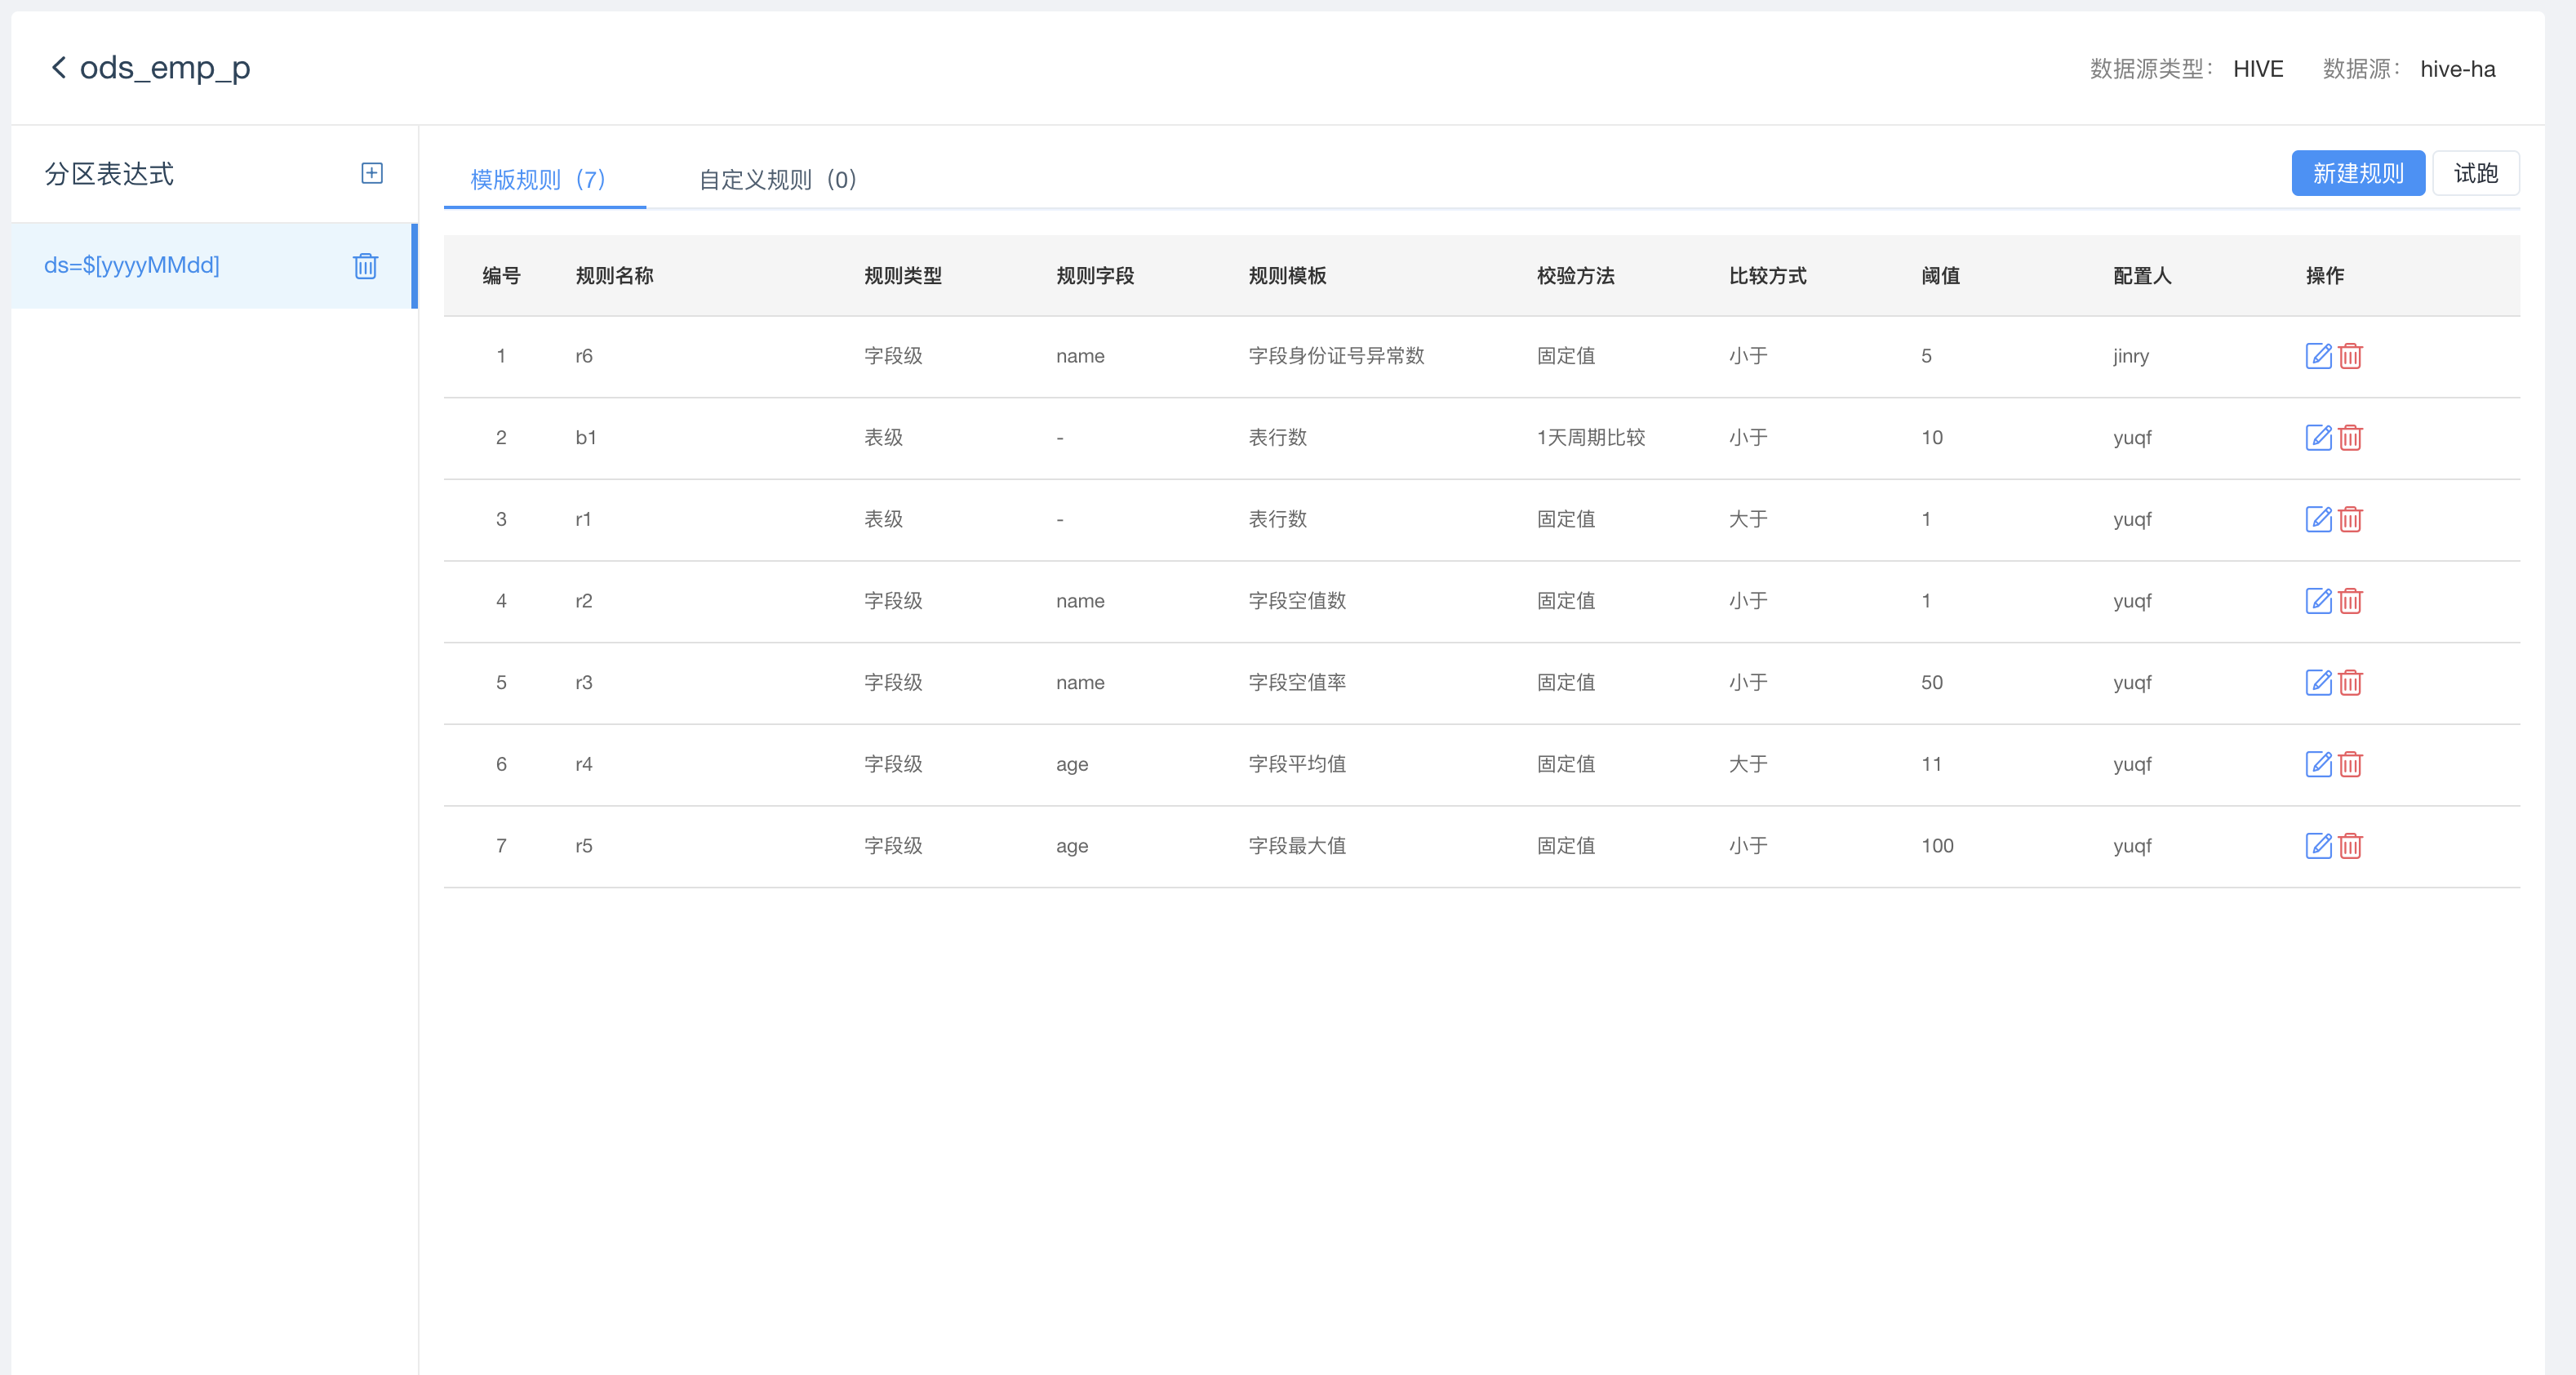 ods_emp_p 数据源类型： HIVE 数据源： hive-ha
分区表达式
ds=$[yyyyMMdd]
模版规则（7） 自定义规则（0） 新建规则 试跑
编号 规则名称 规则类型 规则字段 规则模板 校验方法 比较方式 阈值 配置人 操作
1 r6 字段级 name 字段身份证号异常数 固定值 小于 5 jinry
2 b1 表级 - 表行数 1天周期比较 小于 10 yuqf
3 r1 表级 - 表行数 固定值 大于 1 yuqf
4 r2 字段级 name 字段空值数 固定值 小于 1 yuqf
5 r3 字段级 name 字段空值率 固定值 小于 50 yuqf
6 r4 字段级 age 字段平均值 固定值 大于 11 yuqf
7 r5 字段级 age 字段最大值 固定值 小于 100 yuqf